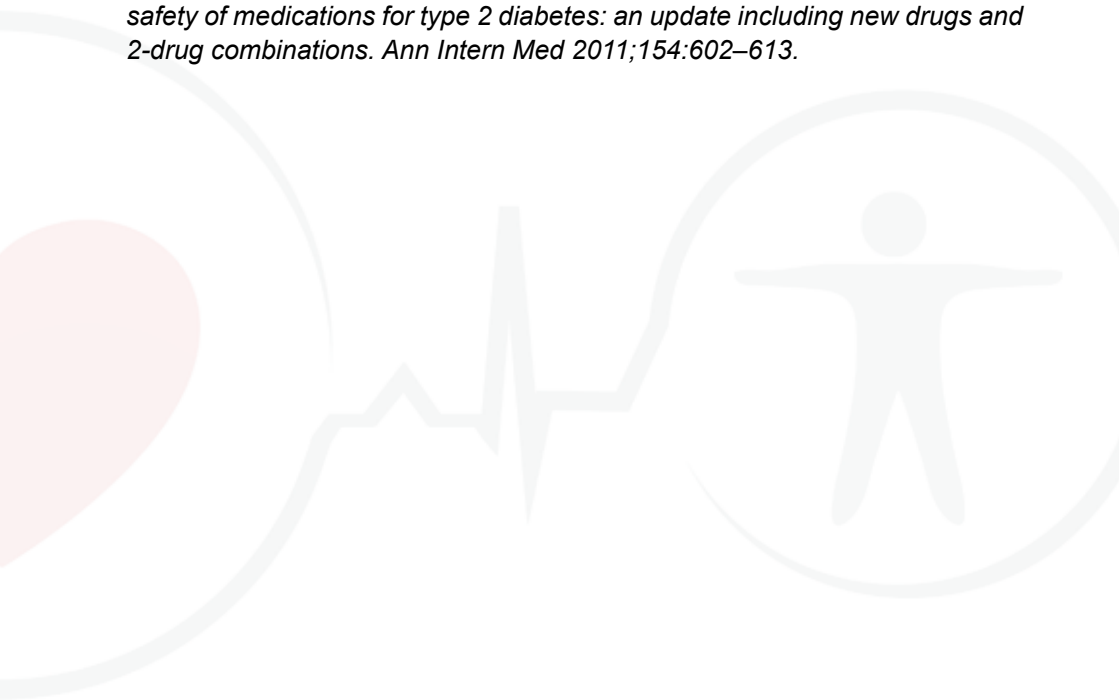 safety of medications for type 2 diabetes: an update including new drugs and
2-drug combinations. Ann Intern Med 2011;154:602–613.